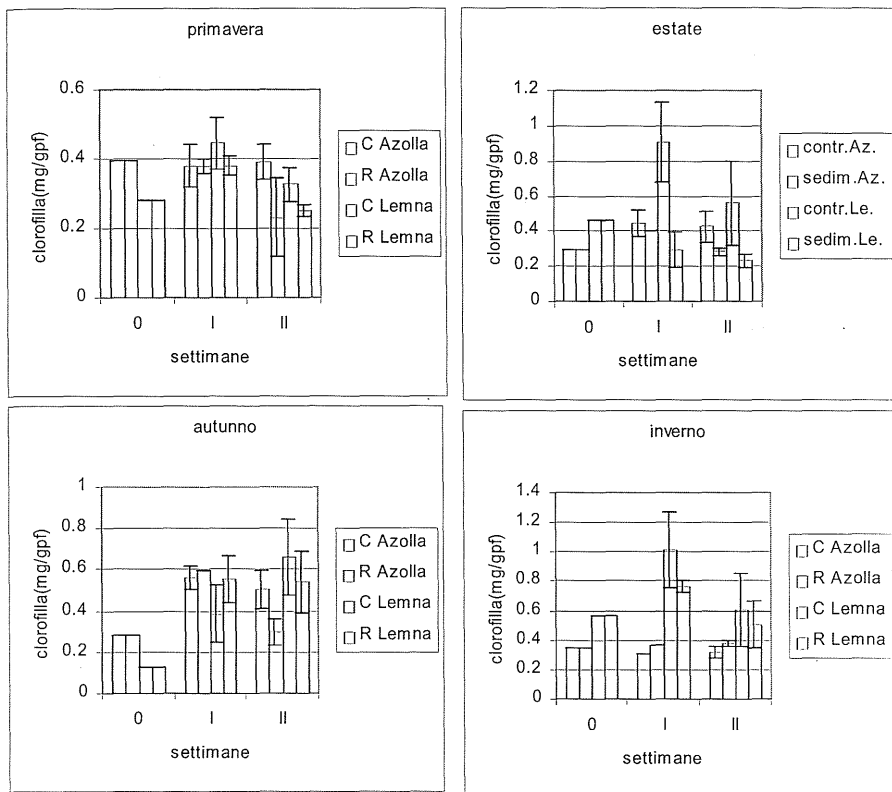 primavera
0.6
0.4
0.2
0
clorofilla(mg/gpf)
0
I
II
settimane
C Azolla
R Azolla
C Lemna
R Lemna
estate
1.2
1
0.8
0.6
0.4
0.2
0
clorofilla(mg/gpf)
0
I
II
settimane
contr.Az.
sedim.Az.
contr.Le.
sedim.Le.
autunno
1
0.8
0.6
0.4
0.2
0
clorofilla(mg/gpf)
0
I
II
settimane
C Azolla
R Azolla
C Lemna
R Lemna
inverno
1.4
1.2
1
0.8
0.6
0.4
0.2
0
clorofilla(mg/gpf)
0
I
II
settimane
C Azolla
R Azolla
C Lemna
R Lemna